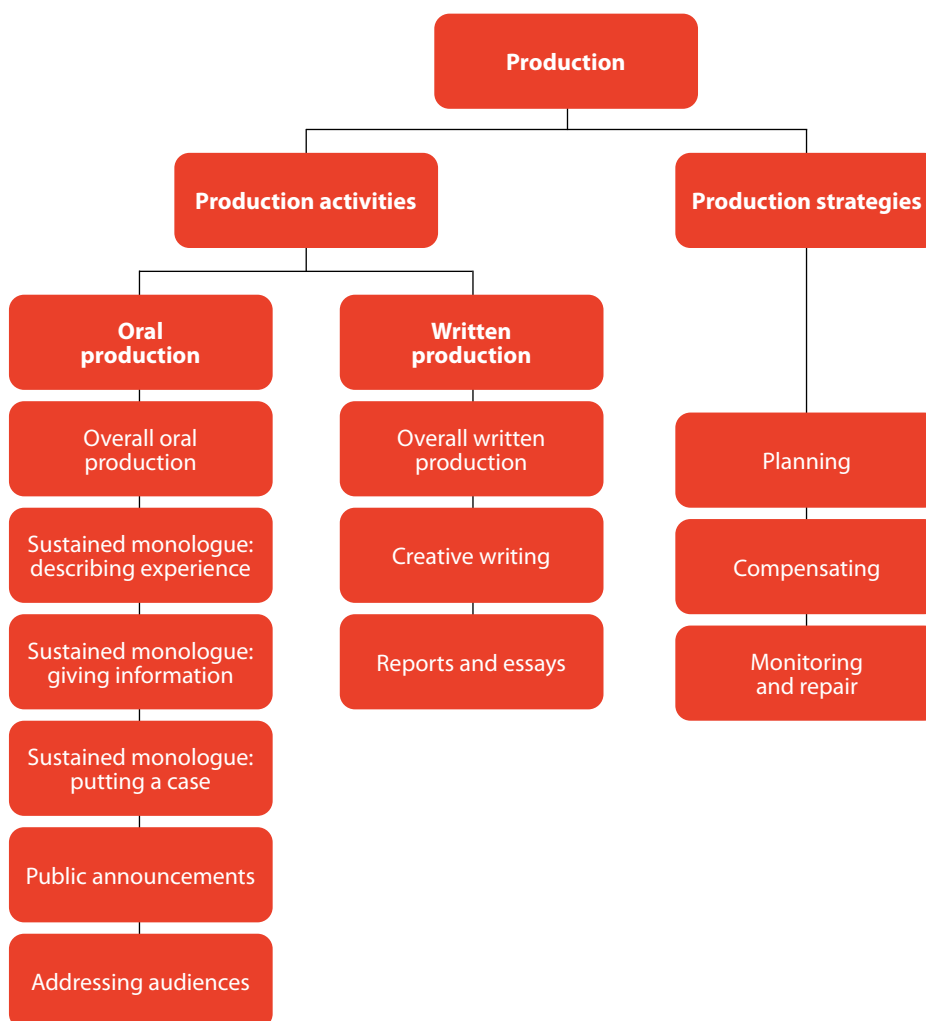 Production
Production activities
Production strategies
Oral
production
Written
production
Overall oral
production
Overall written
production
Planning
Sustained monologue:
describing experience
Creative writing
Compensating
Sustained monologue:
giving information
Reports and essays
Monitoring
and repair
Sustained monologue:
putting a case
Public announcements
Addressing audiences